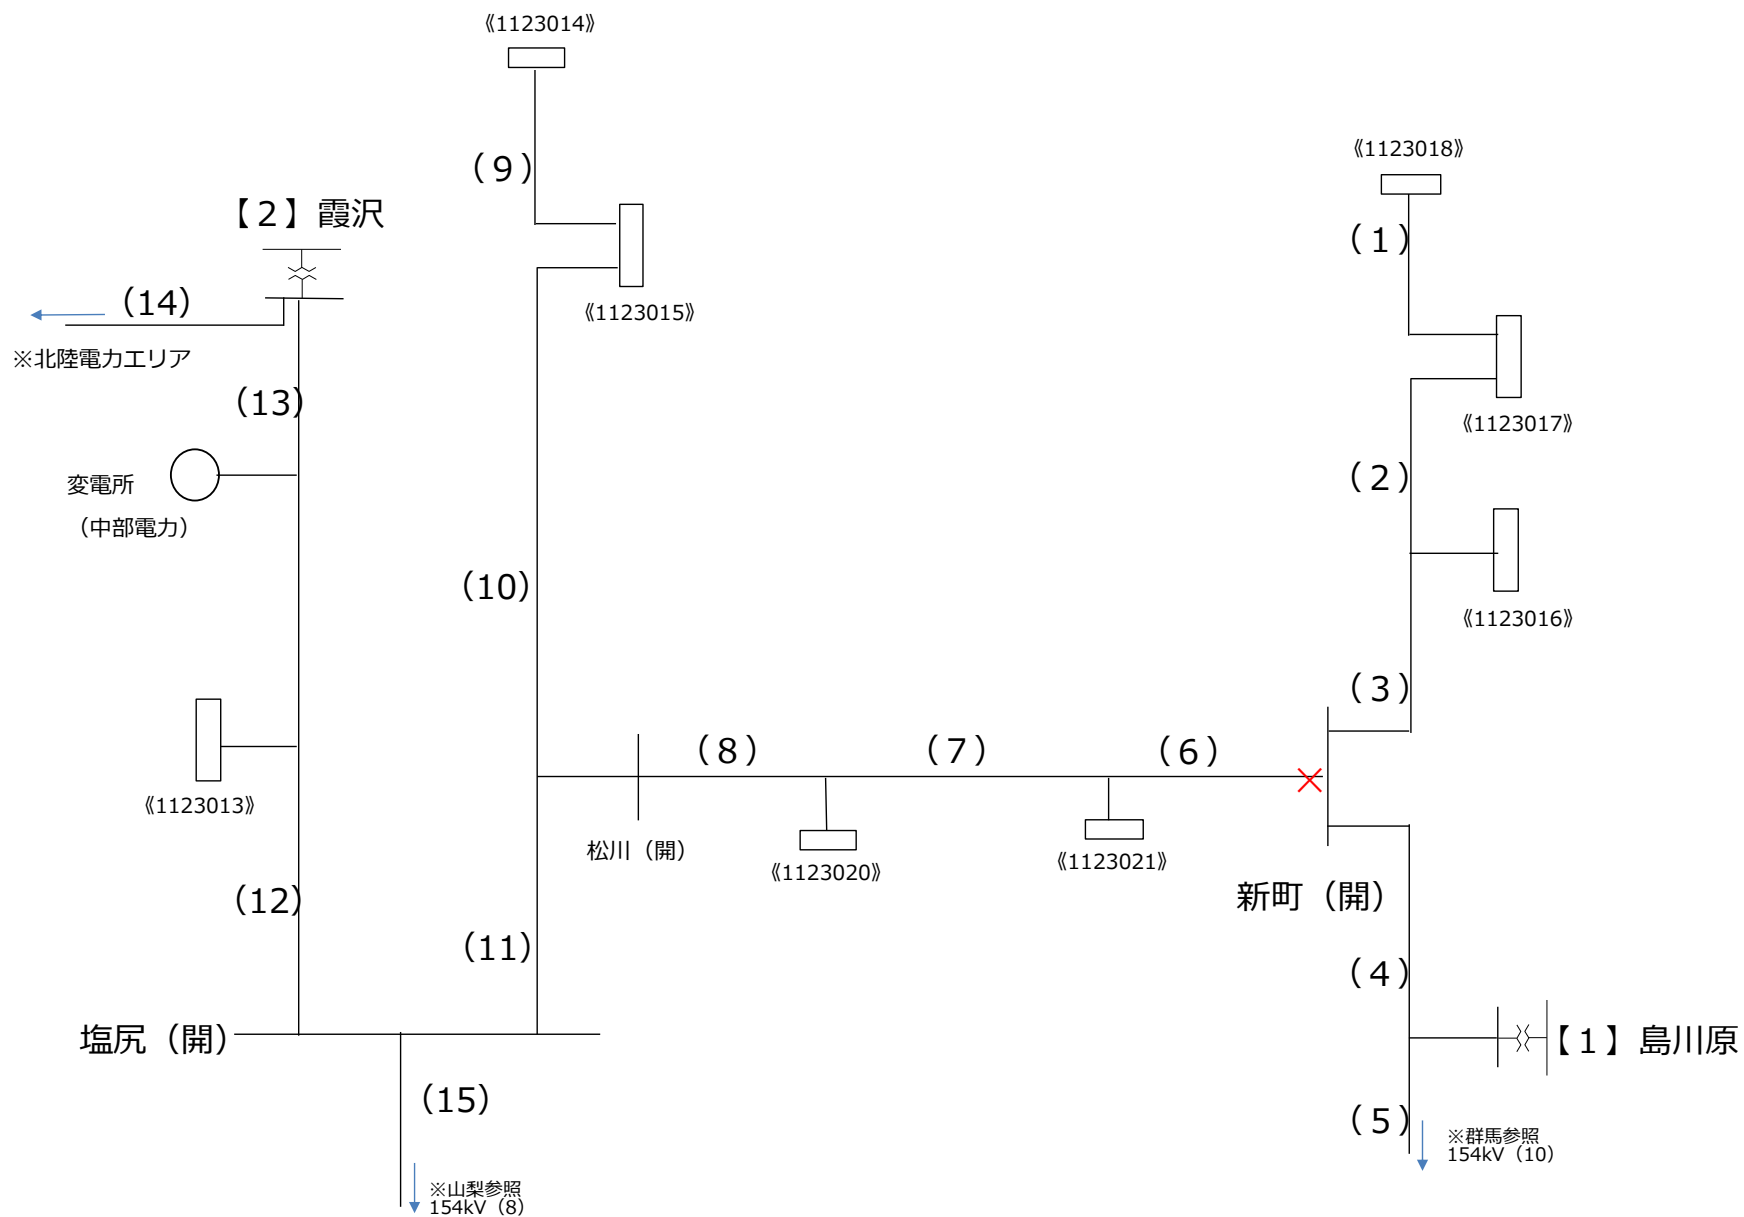 《1123014》
《1123018》
（９）
【２】霞沢
（１）
（14）
《1123015》
※北陸電力エリア
（13）
《1123017》
変電所
（中部電力）
（２）
（10）
《1123016》
（３）
（８）
（７）
（６）
《1123013》
松川（開）
《1123020》
《1123021》
新町（開）
（12）
（11）
（４）
塩尻（開）
【１】島川原
（15）
（５）
※群馬参照
154kV（10）
※山梨参照
154kV（8）